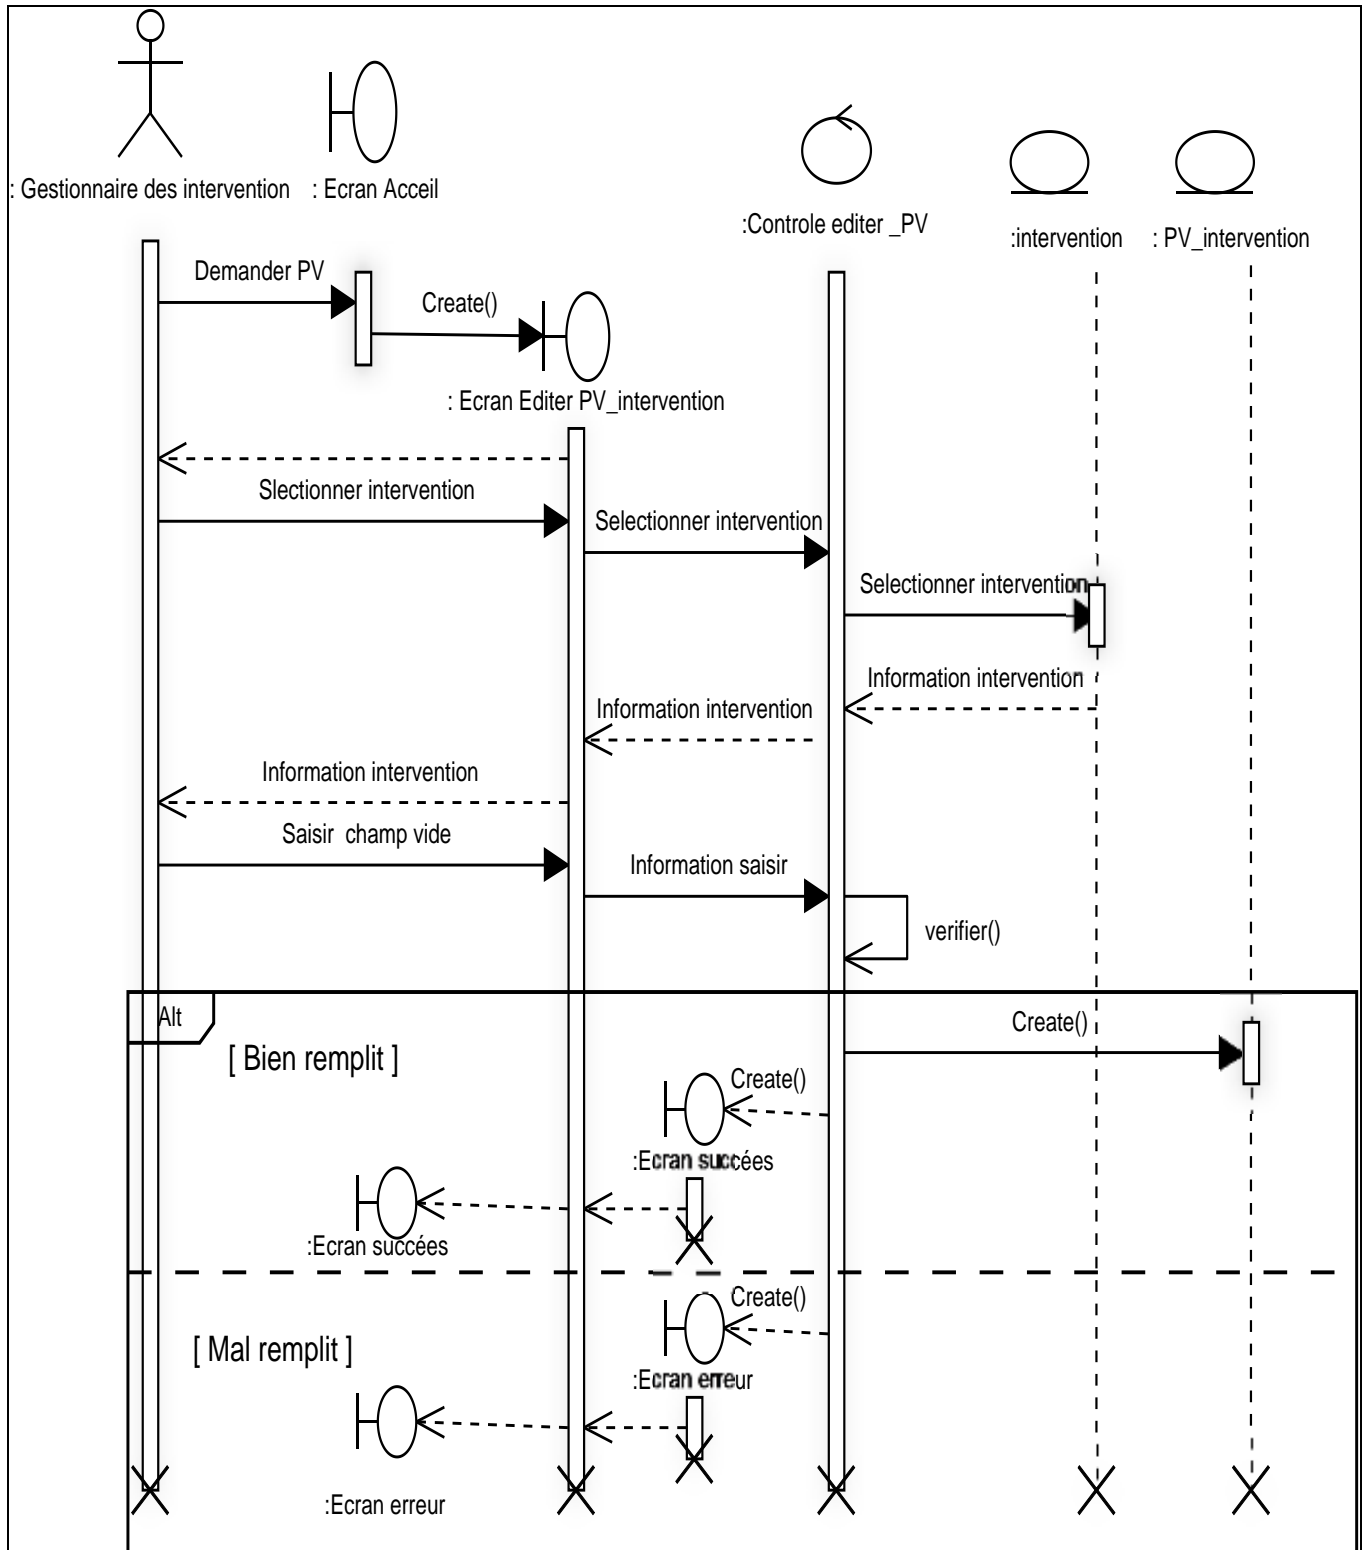 : Gestionnaire des intervention
: Ecran Acceil
:Controle editer _PV
:intervention
: PV_intervention
Demander PV
Create()
: Ecran Editer PV_intervention
Slectionner intervention
Selectionner intervention
Selectionner intervention
Information intervention
Information intervention
Information intervention
Saisir champ vide
Information saisir
verifier()
Alt
Create()
[ Bien remplit ]
Create()
:Ecran succées
:Ecran succées
Create()
[ Mal remplit ]
:Ecran erreur
:Ecran erreur